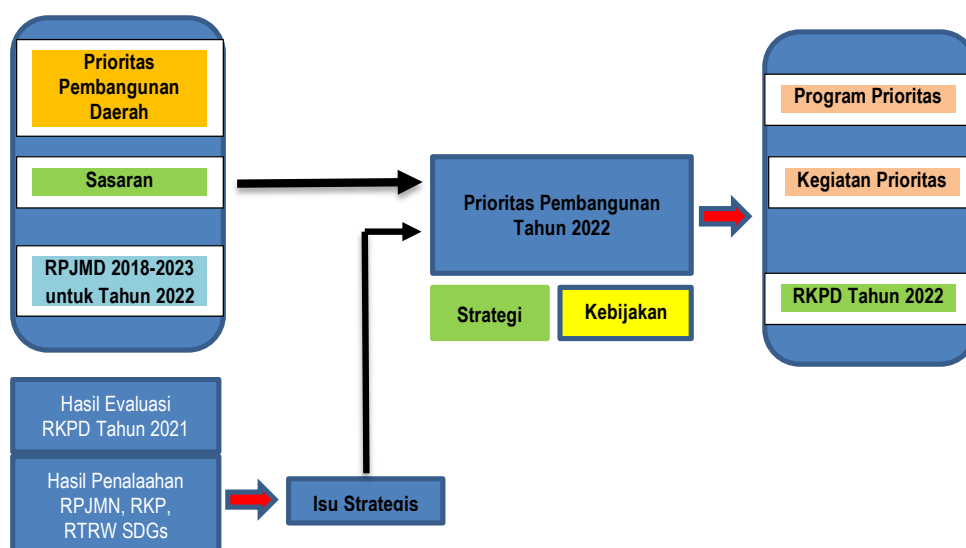 Prioritas
Pembangunan
Daerah
Sasaran
RPJMD 2018-2023
untuk Tahun 2022
Hasil Evaluasi
RKPD Tahun 2021
Hasil Penalaahan
RPJMN, RKP,
RTRW SDGs
Isu Strategis
Prioritas Pembangunan
Tahun 2022
Strategi
Kebijakan
Program Prioritas
Kegiatan Prioritas
RKPD Tahun 2022